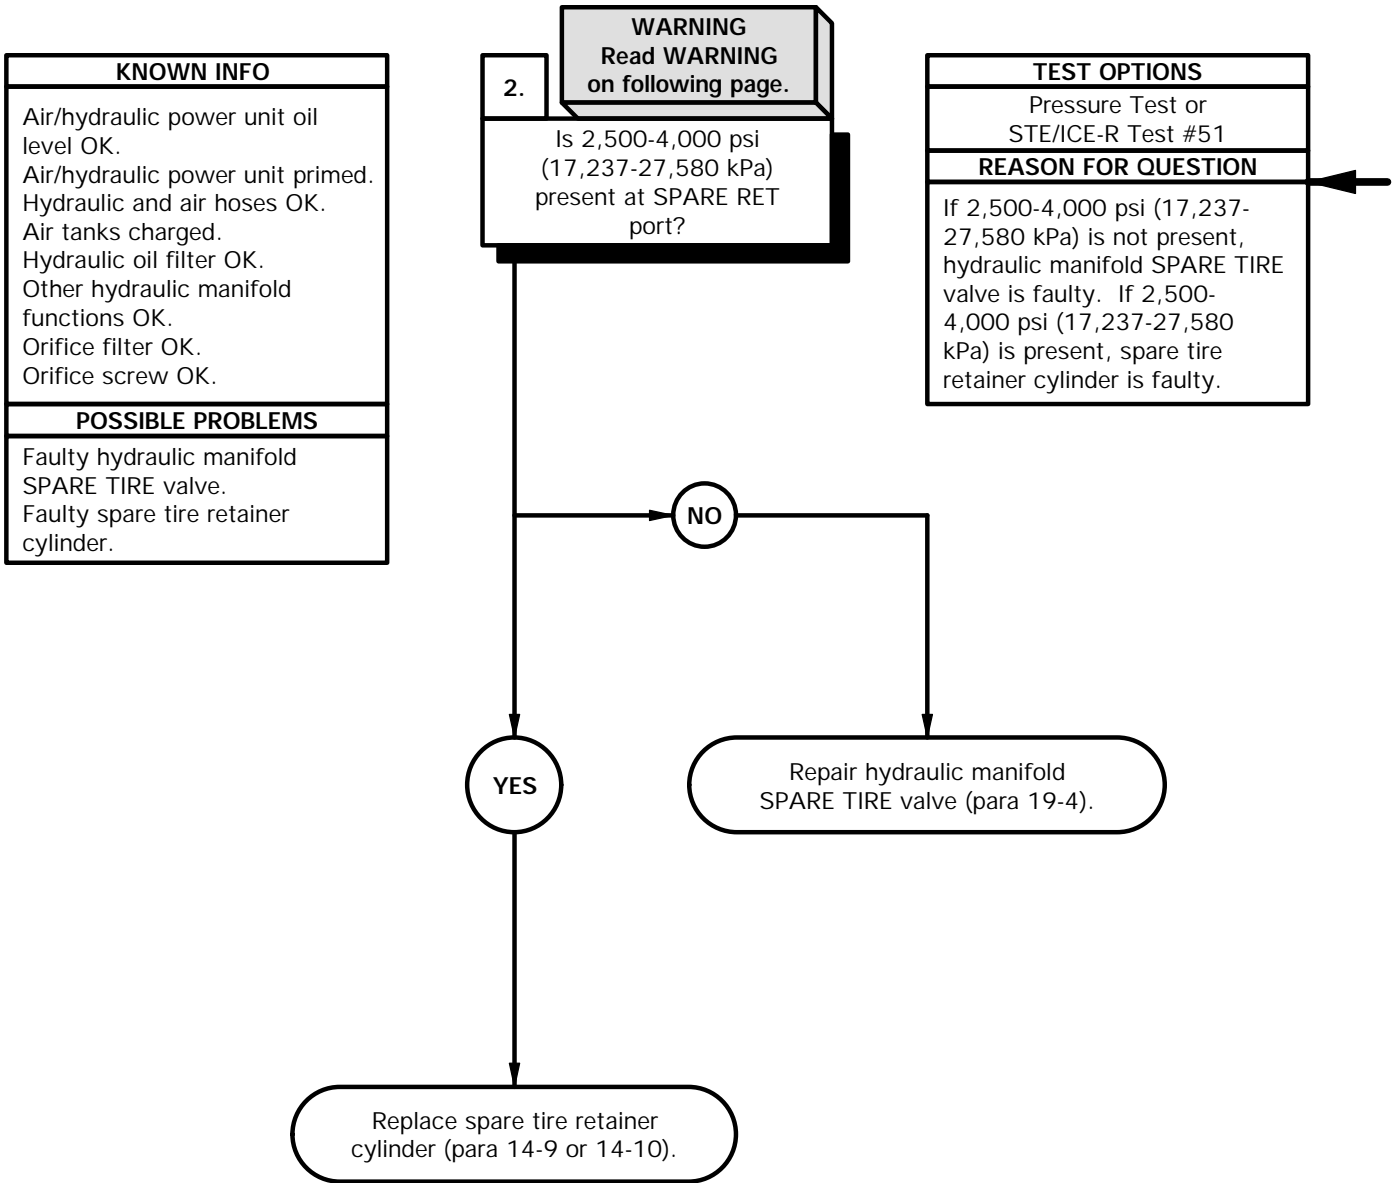 KNOWN INFO
Air/hydraulic power unit oil
level OK.
Air/hydraulic power unit primed.
Hydraulic and air hoses OK.
Air tanks charged.
Hydraulic oil filter OK.
Other hydraulic manifold
functions OK.
Orifice filter OK.
Orifice screw OK.
POSSIBLE PROBLEMS
Faulty hydraulic manifold
SPARE TIRE valve.
Faulty spare tire retainer
cylinder.
WARNING
Read WARNING
on following page.
2.
Is 2,500-4,000 psi
(17,237-27,580 kPa)
present at SPARE RET
port?
TEST OPTIONS
Pressure Test or
STE/ICE-R Test #51
REASON FOR QUESTION
If 2,500-4,000 psi (17,237-
27,580 kPa) is not present,
hydraulic manifold SPARE TIRE
valve is faulty.  If 2,500-
4,000 psi (17,237-27,580
kPa) is present, spare tire
retainer cylinder is faulty.
NO
YES
Repair hydraulic manifold
SPARE TIRE valve (para 19-4).
Replace spare tire retainer
cylinder (para 14-9 or 14-10).